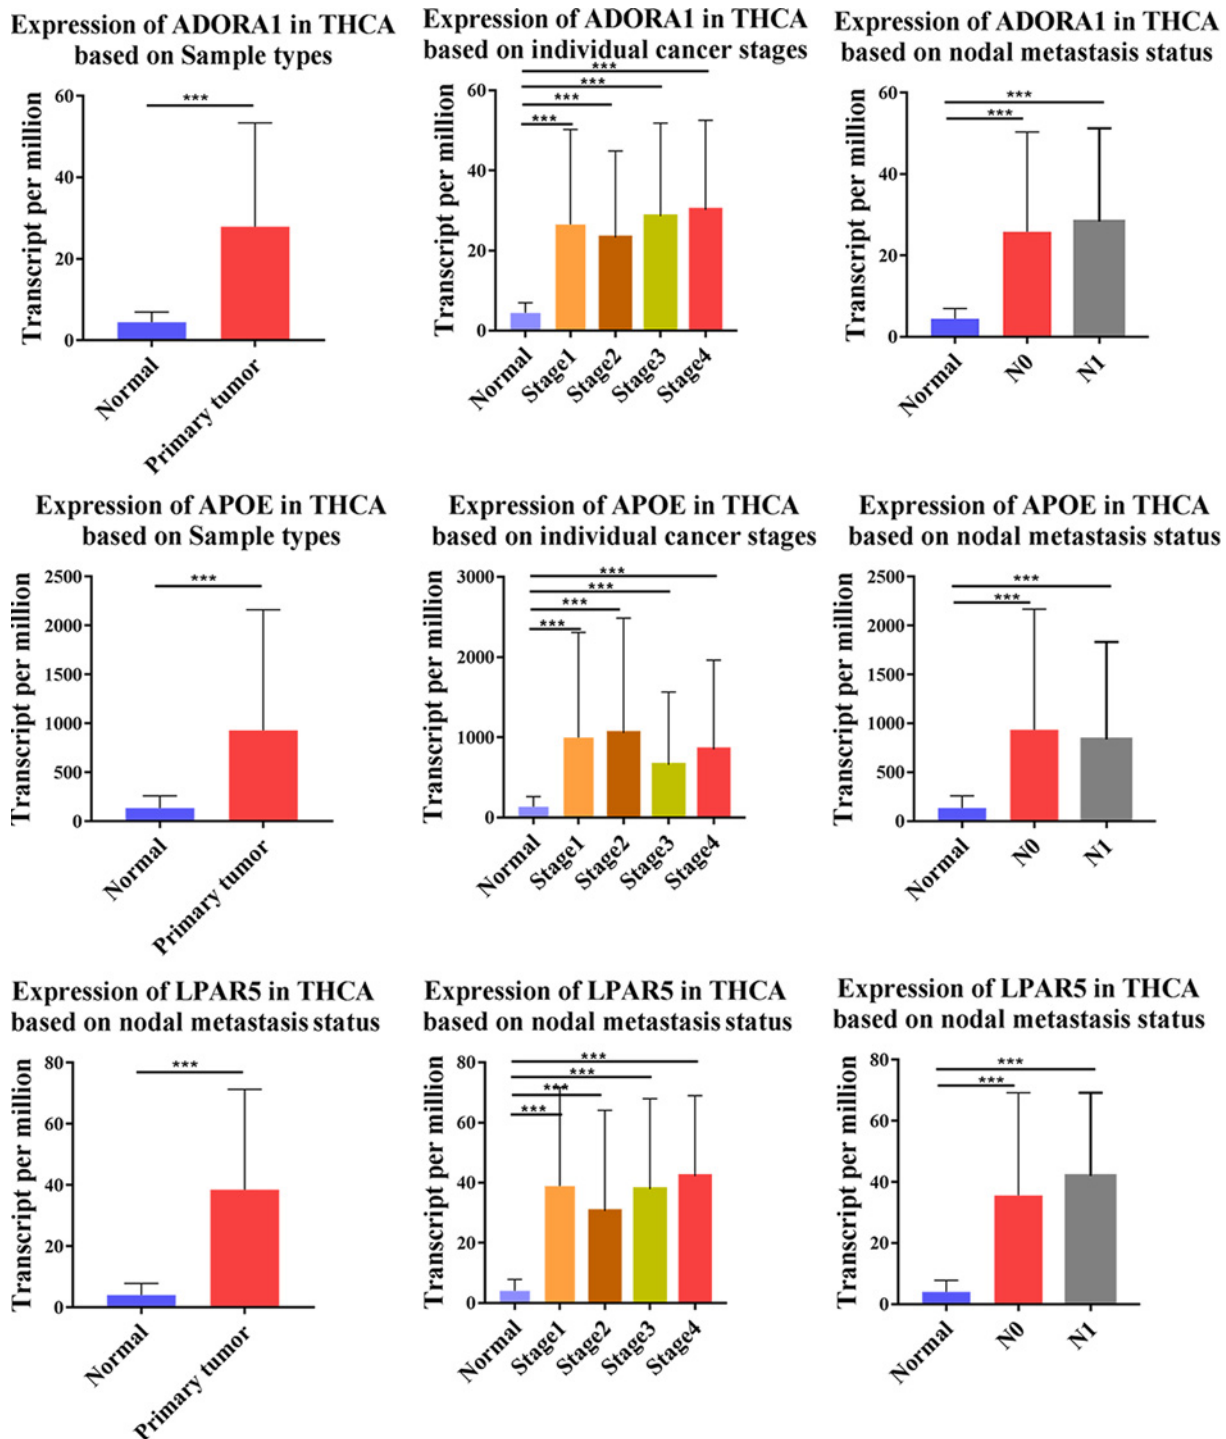 Expression of ADORA1 in THCA
based on Sample types
Transcript per million
60
40
20
0
***
Normal
Primary tumor
Expression of ADORA1 in THCA
based on individual cancer stages
Transcript per million
60
40
20
0
***
***
***
***
Normal
Stage1
Stage2
Stage3
Stage4
Expression of ADORA1 in THCA
based on nodal metastasis status
Transcript per million
60
40
20
0
***
***
Normal
N0
N1
Expression of APOE in THCA
based on Sample types
Transcript per million
2500
2000
1500
1000
500
0
***
Normal
Primary tumor
Expression of APOE in THCA
based on individual cancer stages
Transcript per million
3000
2000
1000
0
***
***
***
***
Normal
Stage1
Stage2
Stage3
Stage4
Expression of APOE in THCA
based on nodal metastasis status
Transcript per million
2500
2000
1500
1000
500
0
***
***
Normal
N0
N1
Expression of LPAR5 in THCA
based on nodal metastasis status
Transcript per million
80
60
40
20
0
***
Normal
Primary tumor
Expression of LPAR5 in THCA
based on nodal metastasis status
Transcript per million
80
60
40
20
0
***
***
***
***
Normal
Stage1
Stage2
Stage3
Stage4
Expression of LPAR5 in THCA
based on nodal metastasis status
Transcript per million
80
60
40
20
0
***
***
Normal
N0
N1